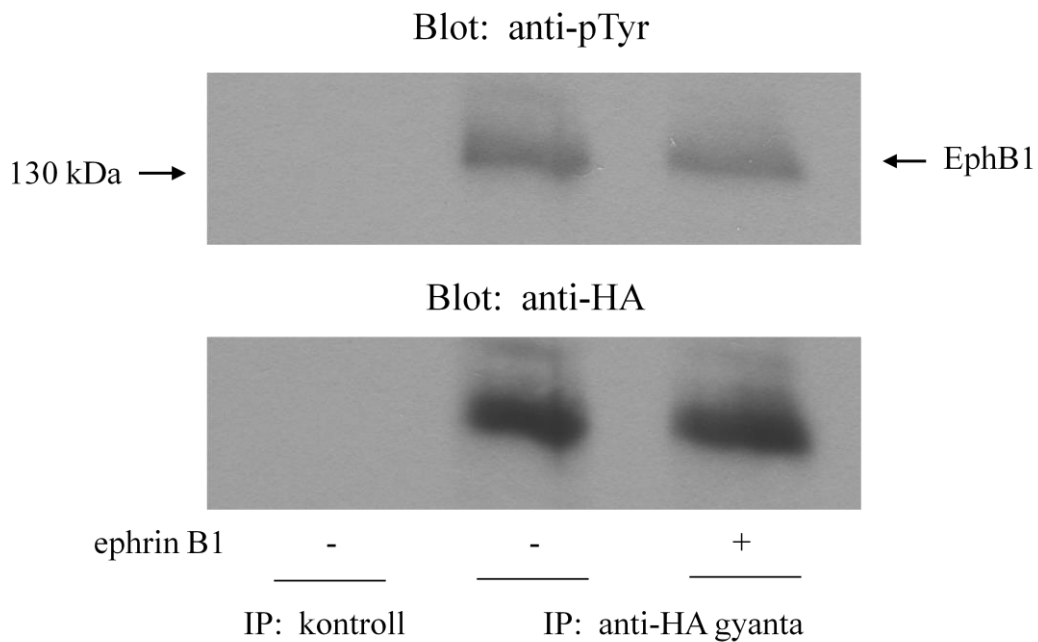 Blot: anti-pTyr
130 kDa
EphB1
Blot: anti-HA
ephrin B1 - - +
IP: kontroll IP: anti-HA gyanta